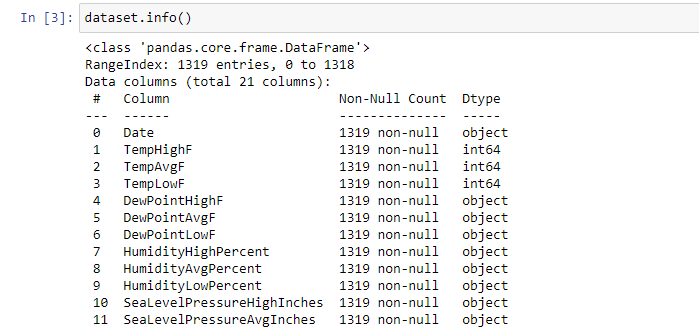 In [3]: dataset.info()
<class 'pandas.core.frame.DataFrame'>
RangeIndex: 1319 entries, 0 to 1318
Data columns (total 21 columns):
 #   Column                     Non-Null Count  Dtype
---  ------                     --------------  -----
 0   Date                       1319 non-null   object
 1   TempHighF                  1319 non-null   int64
 2   TempAvgF                   1319 non-null   int64
 3   TempLowF                   1319 non-null   int64
 4   DewPointHighF              1319 non-null   object
 5   DewPointAvgF               1319 non-null   object
 6   DewPointLowF               1319 non-null   object
 7   HumidityHighPercent        1319 non-null   object
 8   HumidityAvgPercent         1319 non-null   object
 9   HumidityLowPercent         1319 non-null   object
 10  SeaLevelPressureHighInches 1319 non-null   object
 11  SeaLevelPressureAvgInches  1319 non-null   object